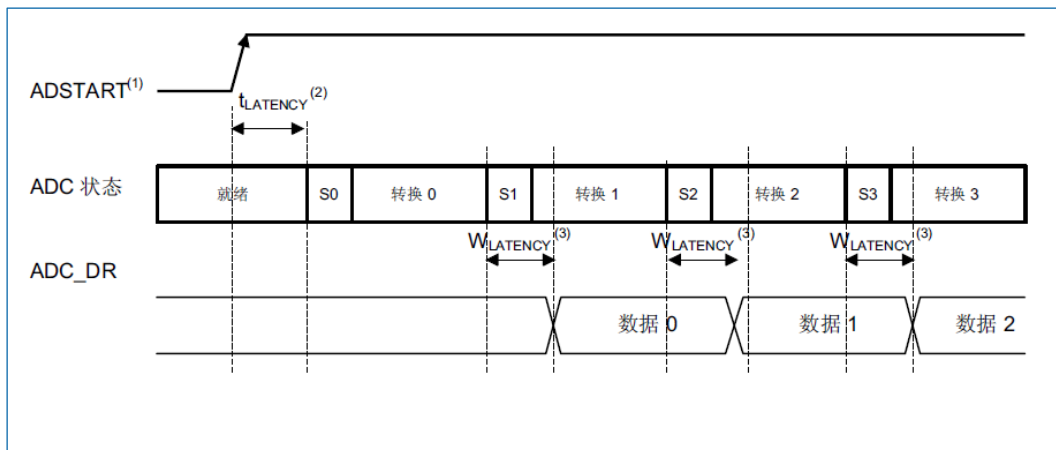 ADSTART(1)
tLATENCY(2)
ADC 状态
就绪 S0 转换 0 S1 转换 1 S2 转换 2 S3 转换 3
WLATENCY(3) WLATENCY(3) WLATENCY(3)
ADC_DR
数据 0 数据 1 数据 2